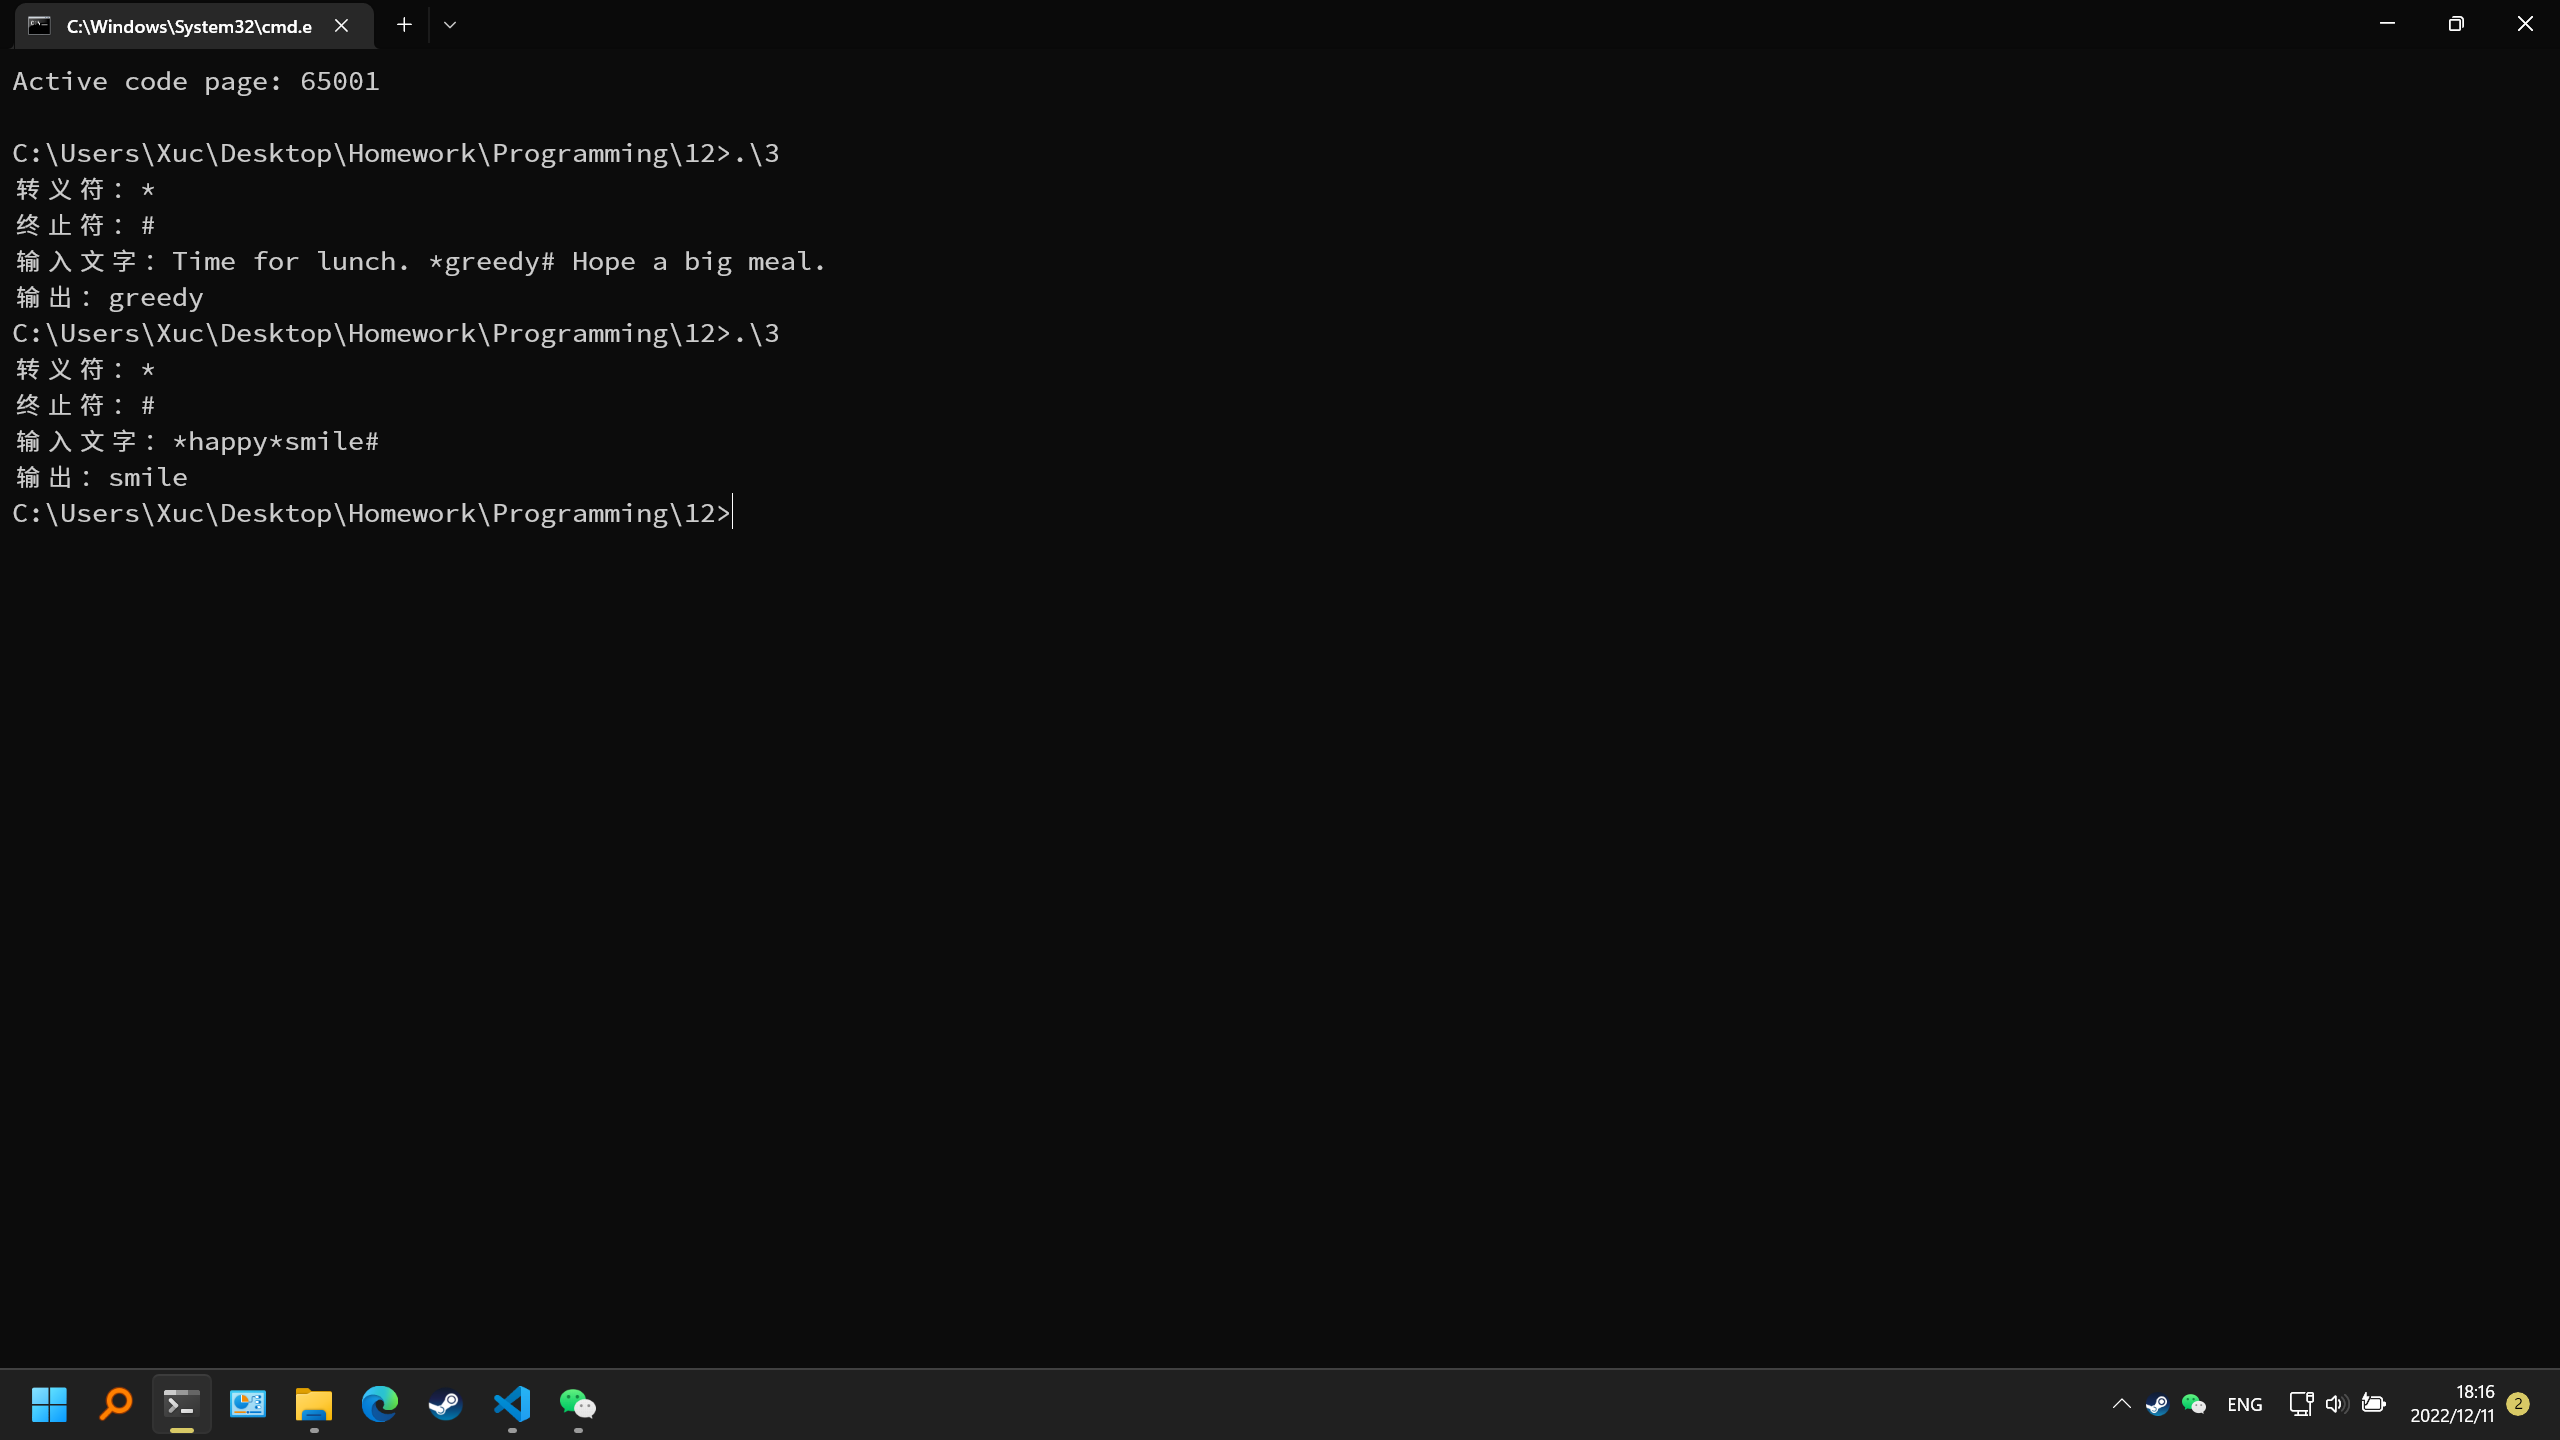 C:\Windows\System32\cmd.e
Active code page: 65001
C:\Users\Xuc\Desktop\Homework\Programming\12>.\3
转义符：*
终止符：#
输入文字：Time for lunch. *greedy# Hope a big meal.
输出：greedy
C:\Users\Xuc\Desktop\Homework\Programming\12>.\3
转义符：*
终止符：#
输入文字：*happy*smile#
输出：smile
C:\Users\Xuc\Desktop\Homework\Programming\12>
ENG
18:16
2022/12/11
2